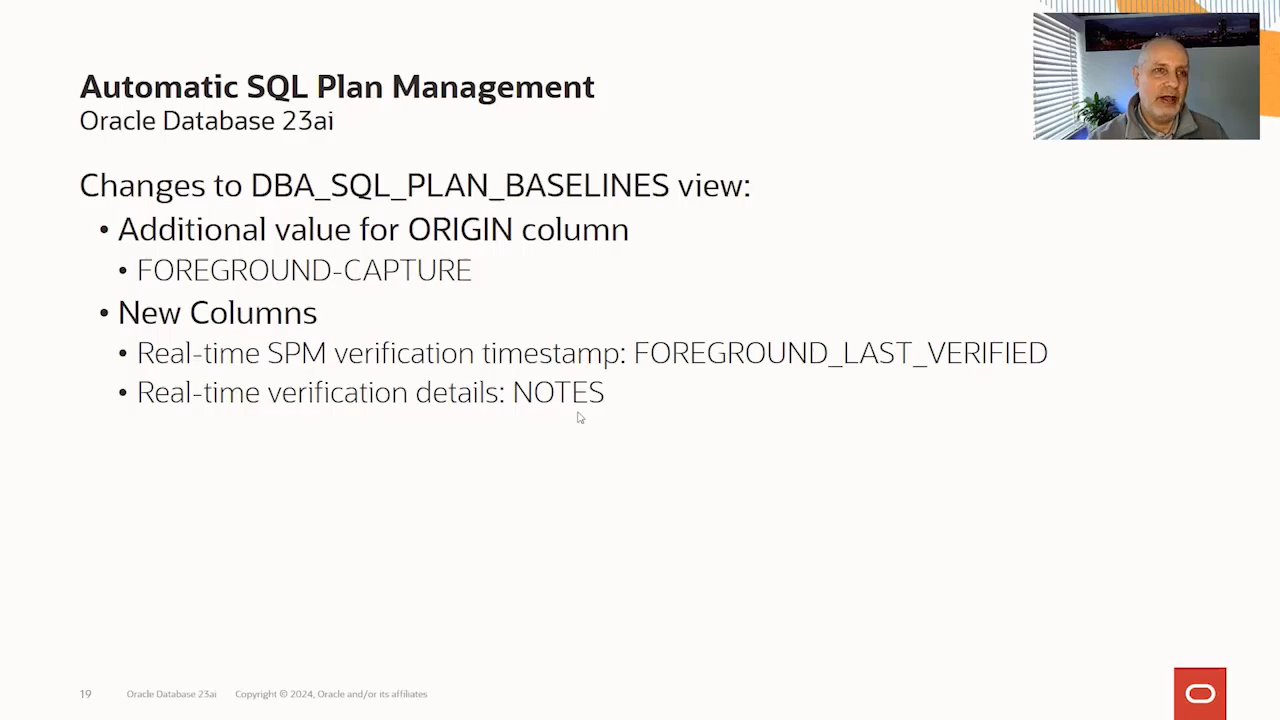 Automatic SQL Plan Management
Oracle Database 23ai
Changes to DBA_SQL_PLAN_BASELINES view:
• Additional value for ORIGIN column
• FOREGROUND-CAPTURE
• New Columns
• Real-time SPM verification timestamp: FOREGROUND_LAST_VERIFIED
• Real-time verification details: NOTES
19 Oracle Database 23ai Copyright © 2024, Oracle and/or its affiliates